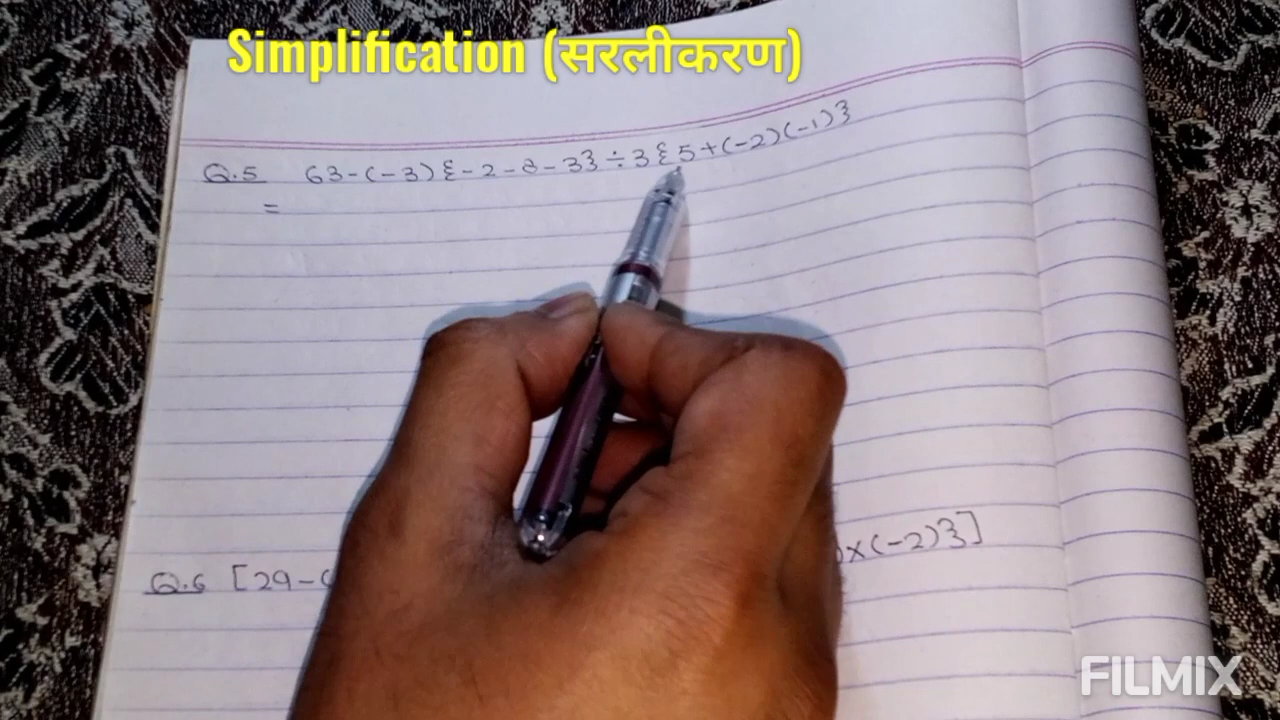 Simplification (सरलीकरण)
Q.5 63-(-3){-2-8-3}÷3{5+(-2)(-1)}
=
Q.6 [29-( )×(-2)}]
FILMIX